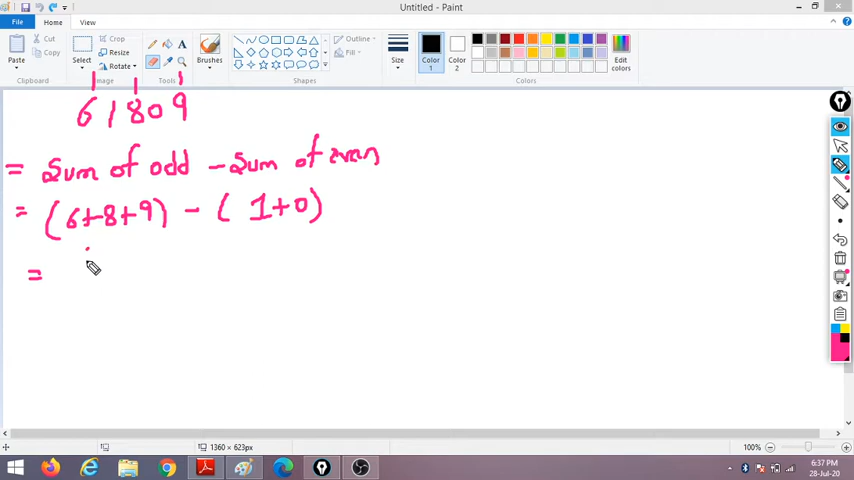 Untitled - Paint
File Home View
Cut
Copy
Paste
Crop
Resize
Rotate
Select
Brushes
Outline
Fill
Size
Color 1
Color 2
Edit colors
Clipboard Image Tools Shapes Colors
61809
= Sum of odd - Sum of even
= (6+8+9) - ( 1+0)
=
1360 × 623px
100%
6:37 PM
28-Jul-20